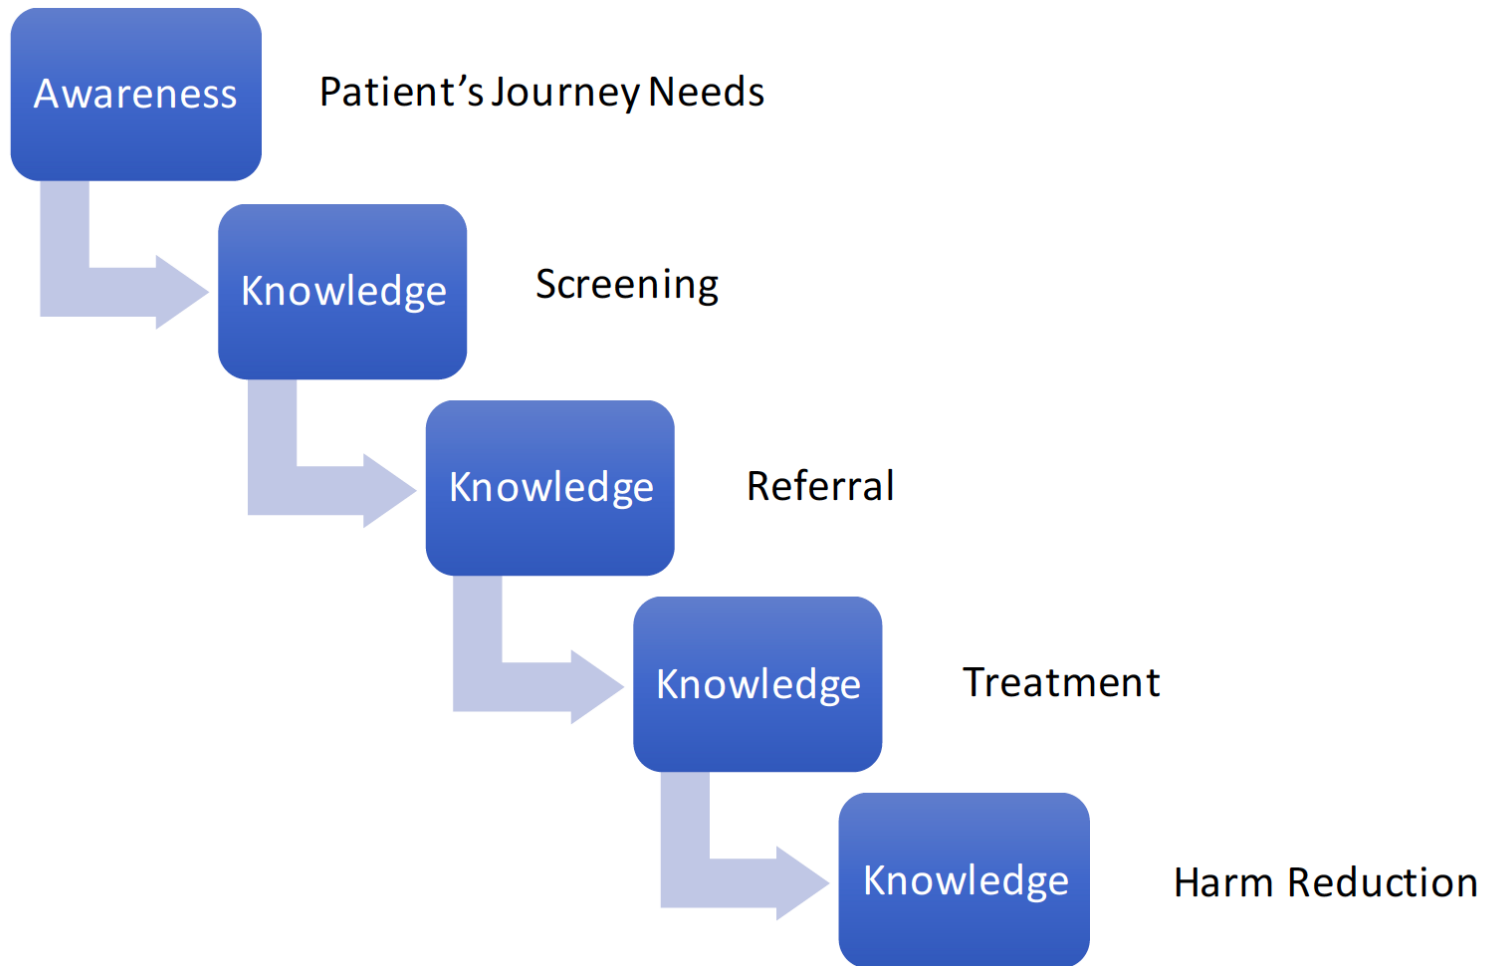 Awareness
Patient's Journey Needs
Knowledge
Screening
Knowledge
Referral
Knowledge
Treatment
Knowledge
Harm Reduction